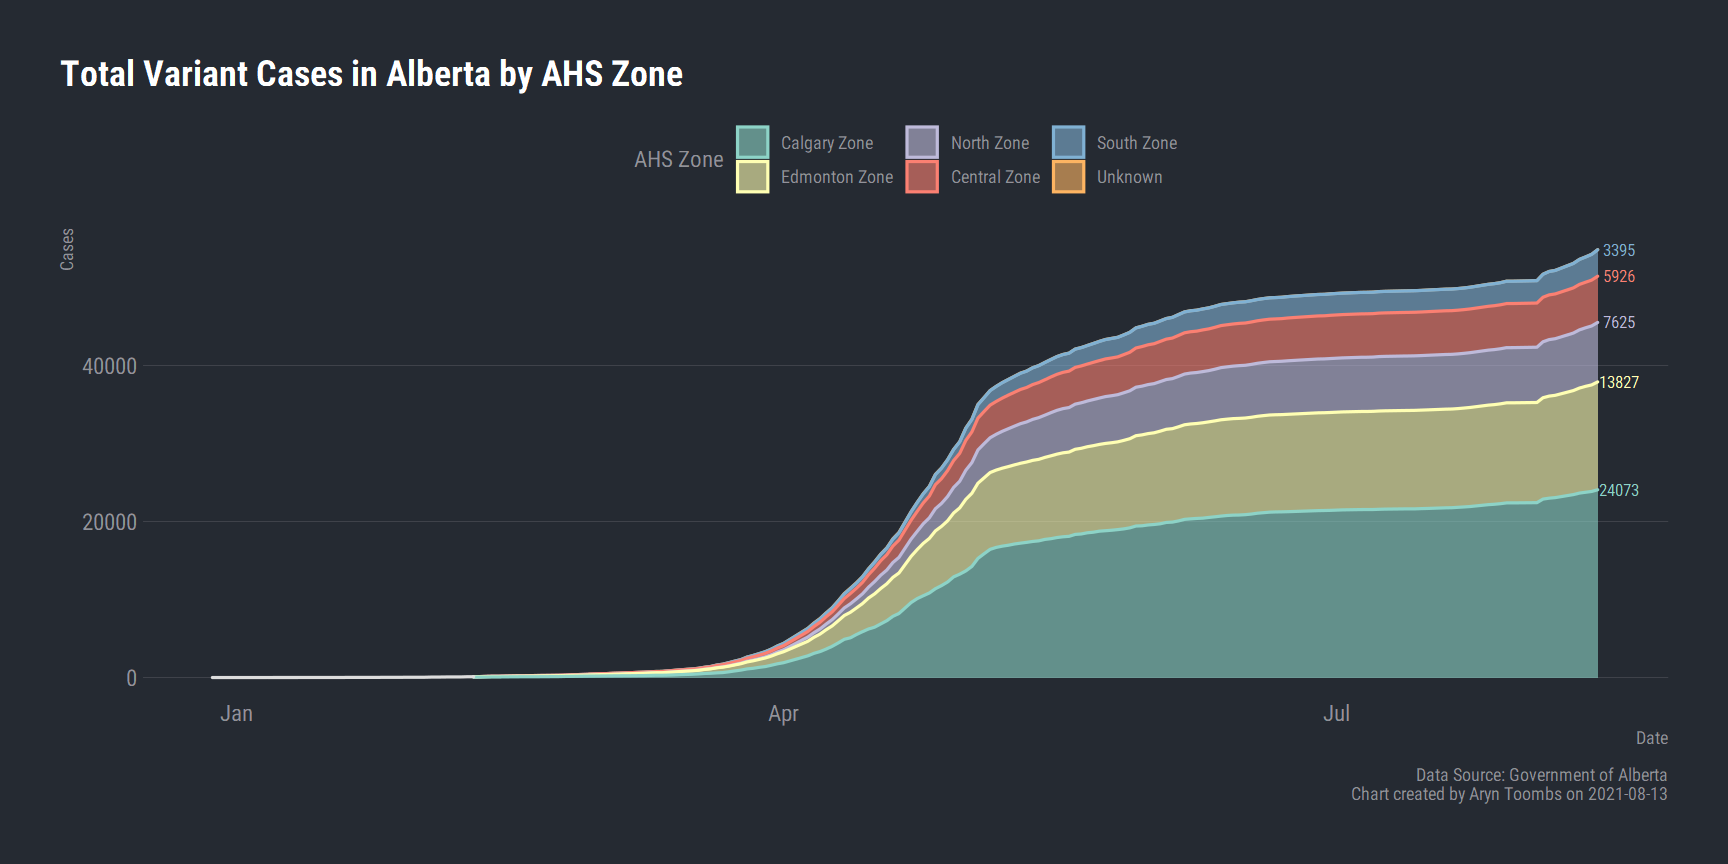 Total Variant Cases in Alberta by AHS Zone
AHS Zone
Calgary Zone
North Zone
South Zone
Edmonton Zone
Central Zone
Unknown
Cases
3395
5926
7625
13827
24073
40000
20000
0
Jan
Apr
Jul
Date
Data Source: Government of Alberta
Chart created by Aryn Toombs on 2021-08-13